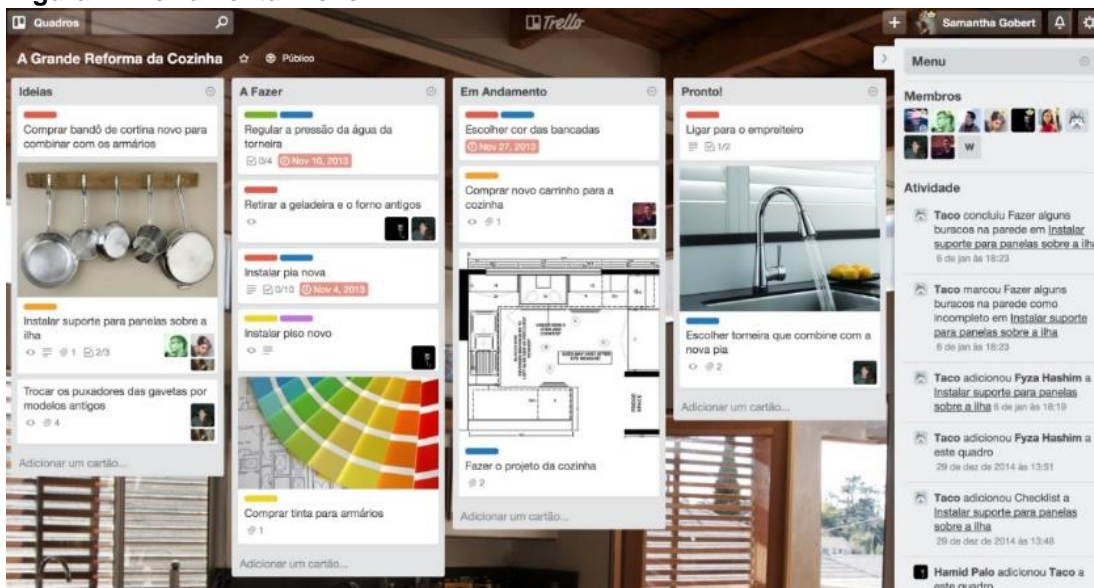 Quadros
Trello
Samantha Gobert
A Grande Reforma da Cozinha
Público
Ideias
Comprar bandô de cortina novo para
combinar com os armários
Instalar suporte para panelas sobre a
ilha
1
2/3
Trocar os puxadores das gavetas por
modelos antigos
4
Adicionar um cartão...
A Fazer
Regular a pressão da água da
torneira
0/4 Nov 10, 2013
Retirar a geladeira e o forno antigos
Instalar pia nova
0/10 Nov 4, 2013
Instalar piso novo
Comprar tinta para armários
1
Adicionar um cartão...
Em Andamento
Escolher cor das bancadas
Nov 27, 2013
Comprar novo carrinho para a
cozinha
1
Fazer o projeto da cozinha
2
Adicionar um cartão...
Pronto!
Ligar para o empreiteiro
1/2
Escolher torneira que combine com a
nova pia
2
Adicionar um cartão...
Menu
Membros
W
Atividade
Taco concluiu Fazer alguns
buracos na parede em Instalar
suporte para panelas sobre a ilha
6 de jan às 18:23
Taco marcou Fazer alguns
buracos na parede como
incompleto em Instalar suporte
para panelas sobre a ilha
6 de jan às 18:23
Taco adicionou Fyza Hashim a
Instalar suporte para panelas
sobre a ilha 6 de jan às 18:19
Taco adicionou Fyza Hashim a
este quadro
29 de dez de 2014 às 13:51
Taco adicionou Checklist a
Instalar suporte para panelas
sobre a ilha
29 de dez de 2014 às 13:48
Hamid Palo adicionou Taco a
este quadro